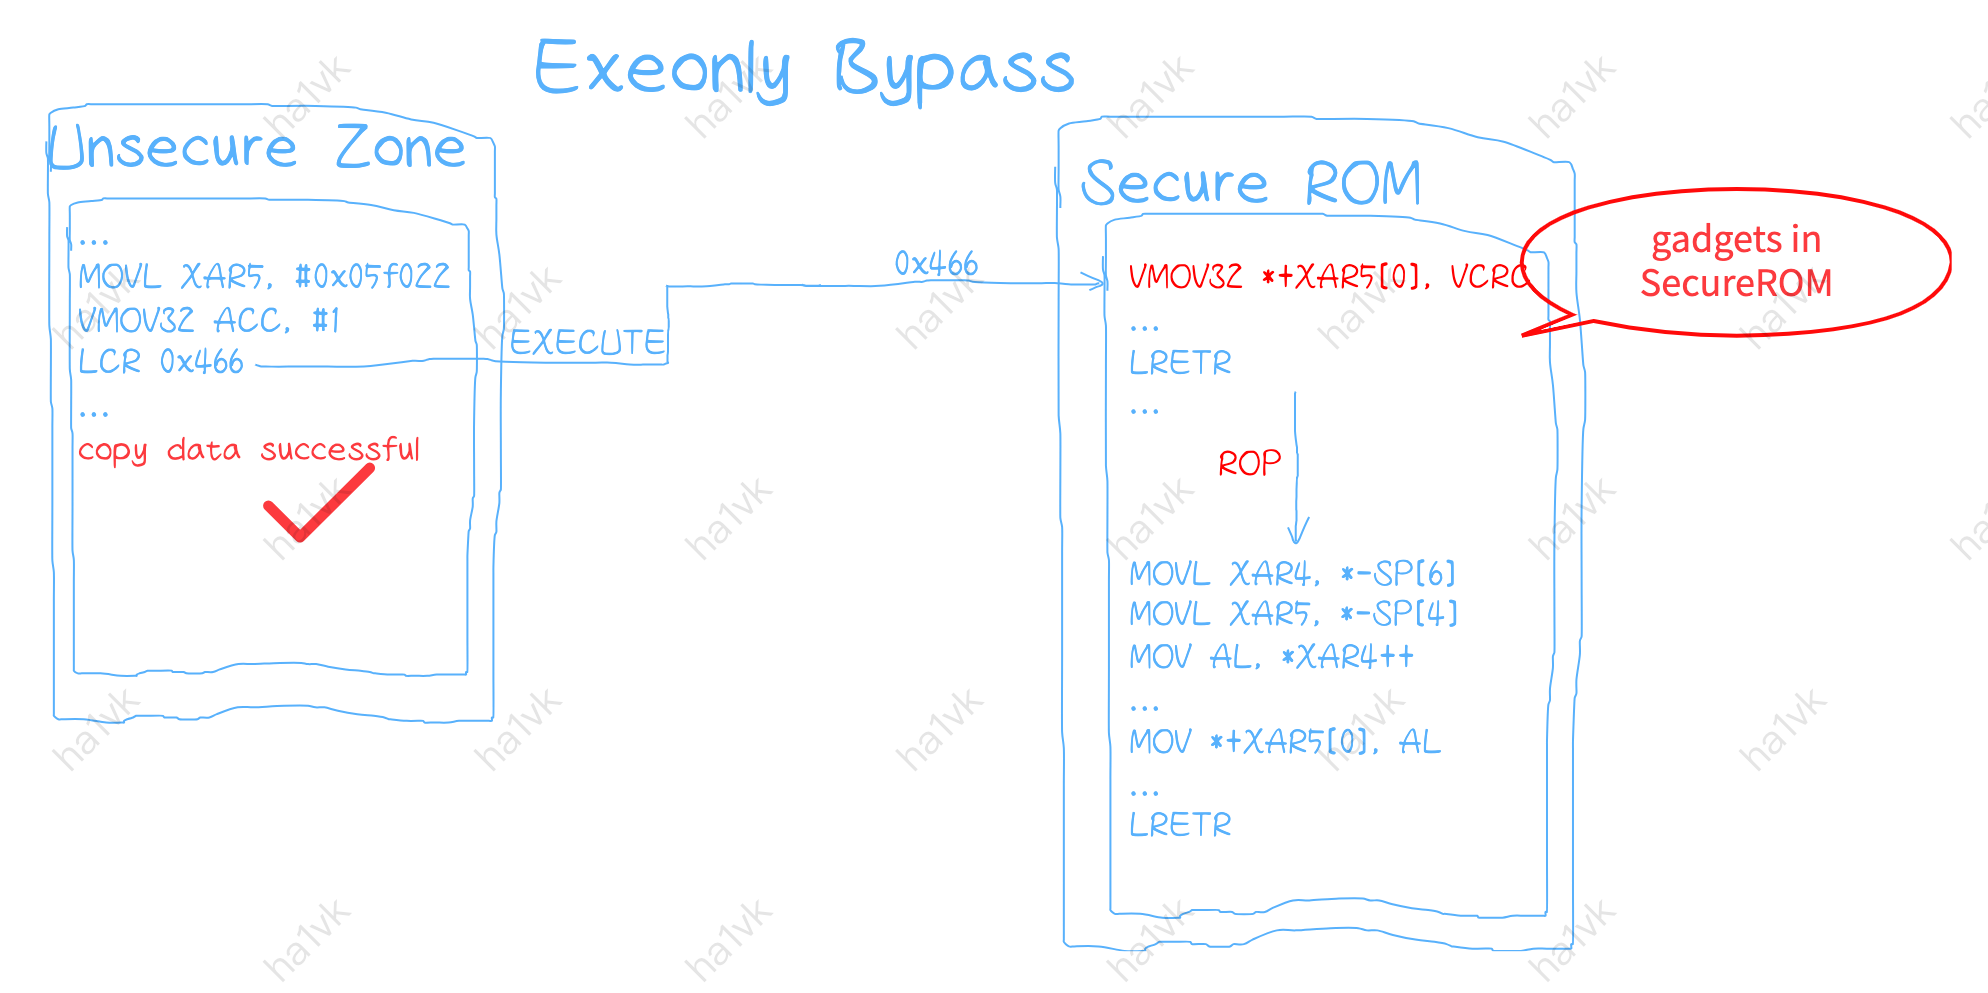 Exeonly Bypass
Unsecure Zone
...
MOVL XAR5, #0x05f022
VMOV32 ACC, #1
LCR 0x466
...
copy data successful
EXECUTE
0x466
Secure ROM
VMOV32 *+XAR5[0], VCRC
...
LRETR
...
ROP
MOVL XAR4, *-SP[6]
MOVL XAR5, *-SP[4]
MOV AL, *XAR4++
...
MOV *+XAR5[0], AL
...
LRETR
gadgets in
SecureROM
ha1vk